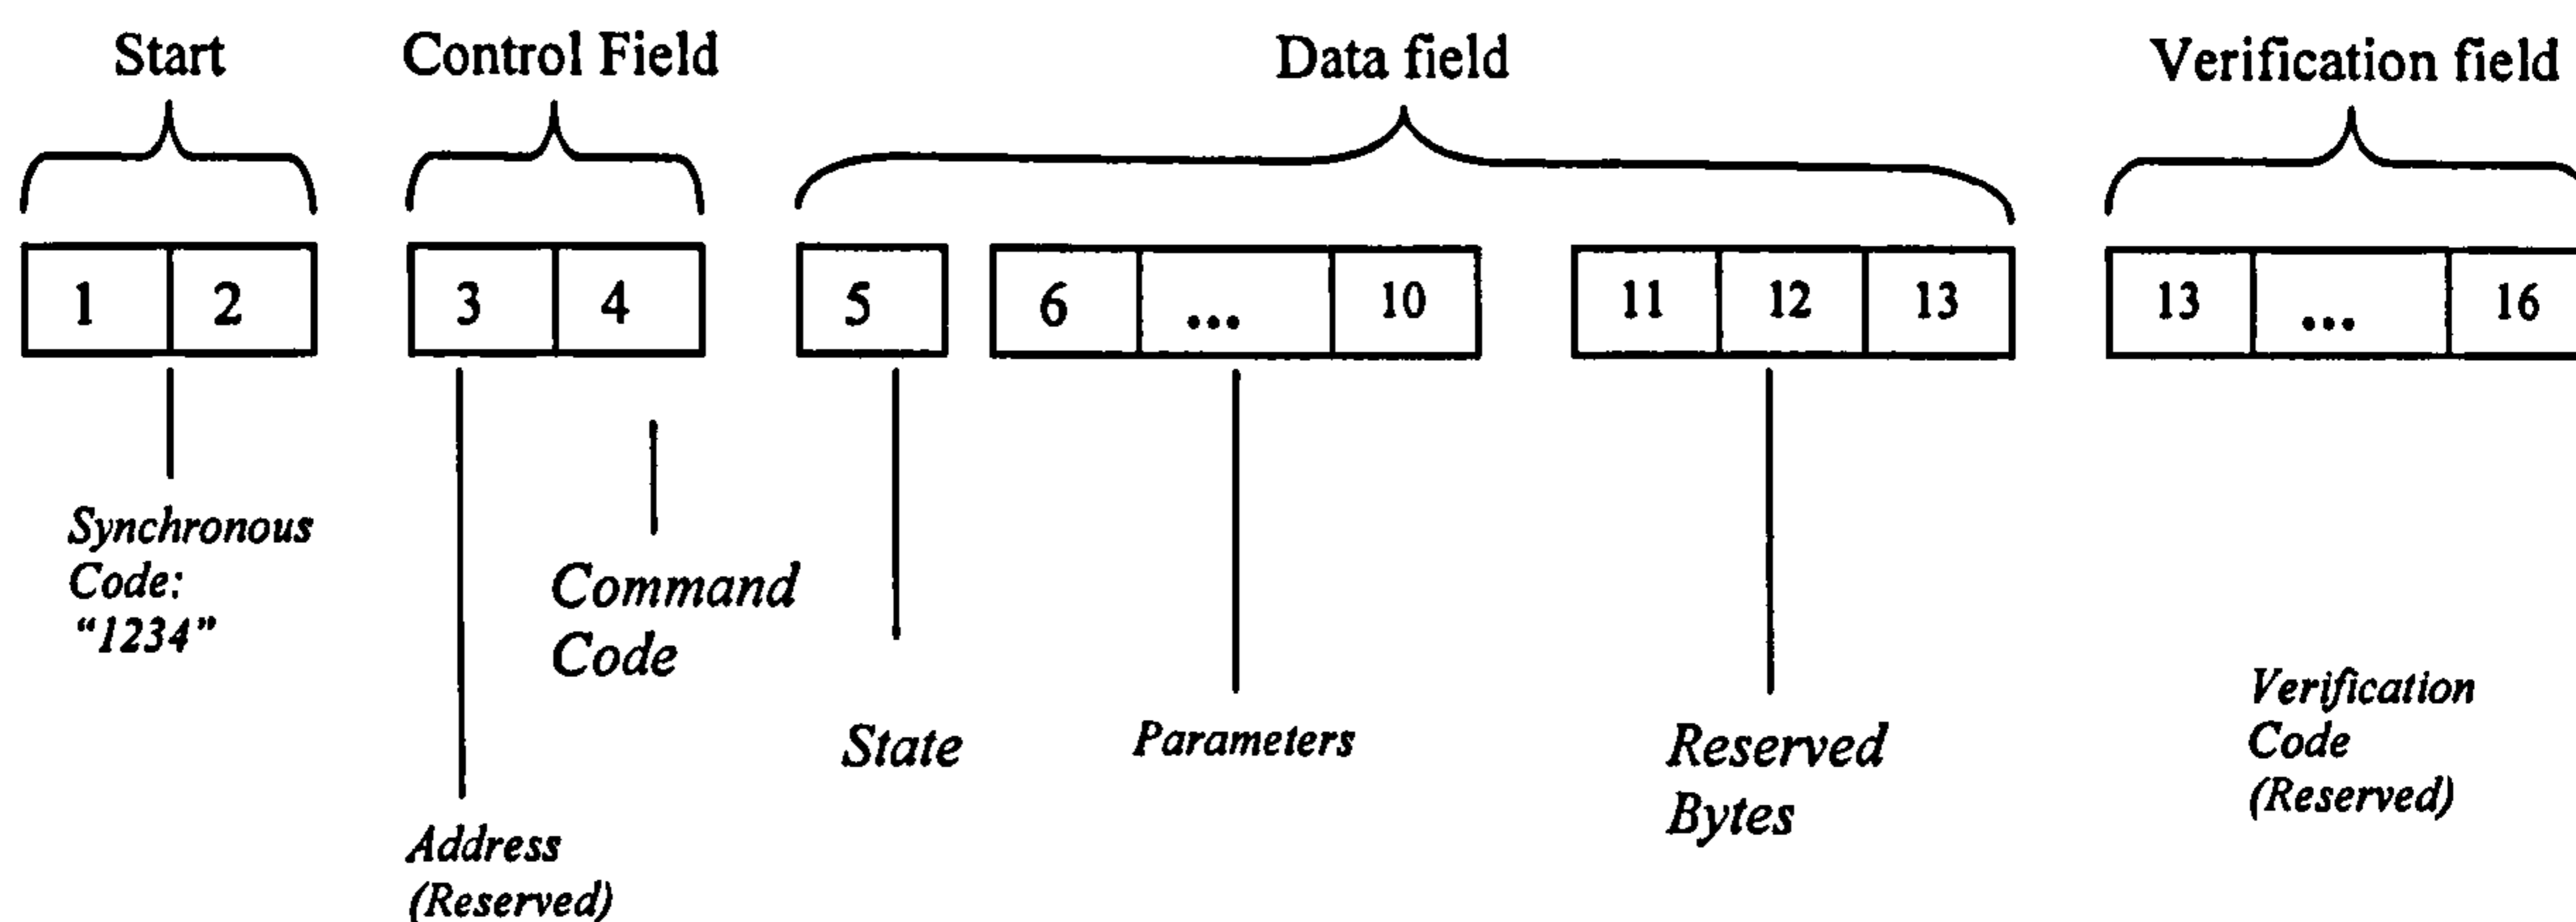 Start
Control Field
Data field
Verification field
1 2
3 4
5
6 ... 10
11 12 13
13 ... 16
Synchronous
Code:
“1234”
Command
Code
Address
(Reserved)
State
Parameters
Reserved
Bytes
Verification
Code
(Reserved)